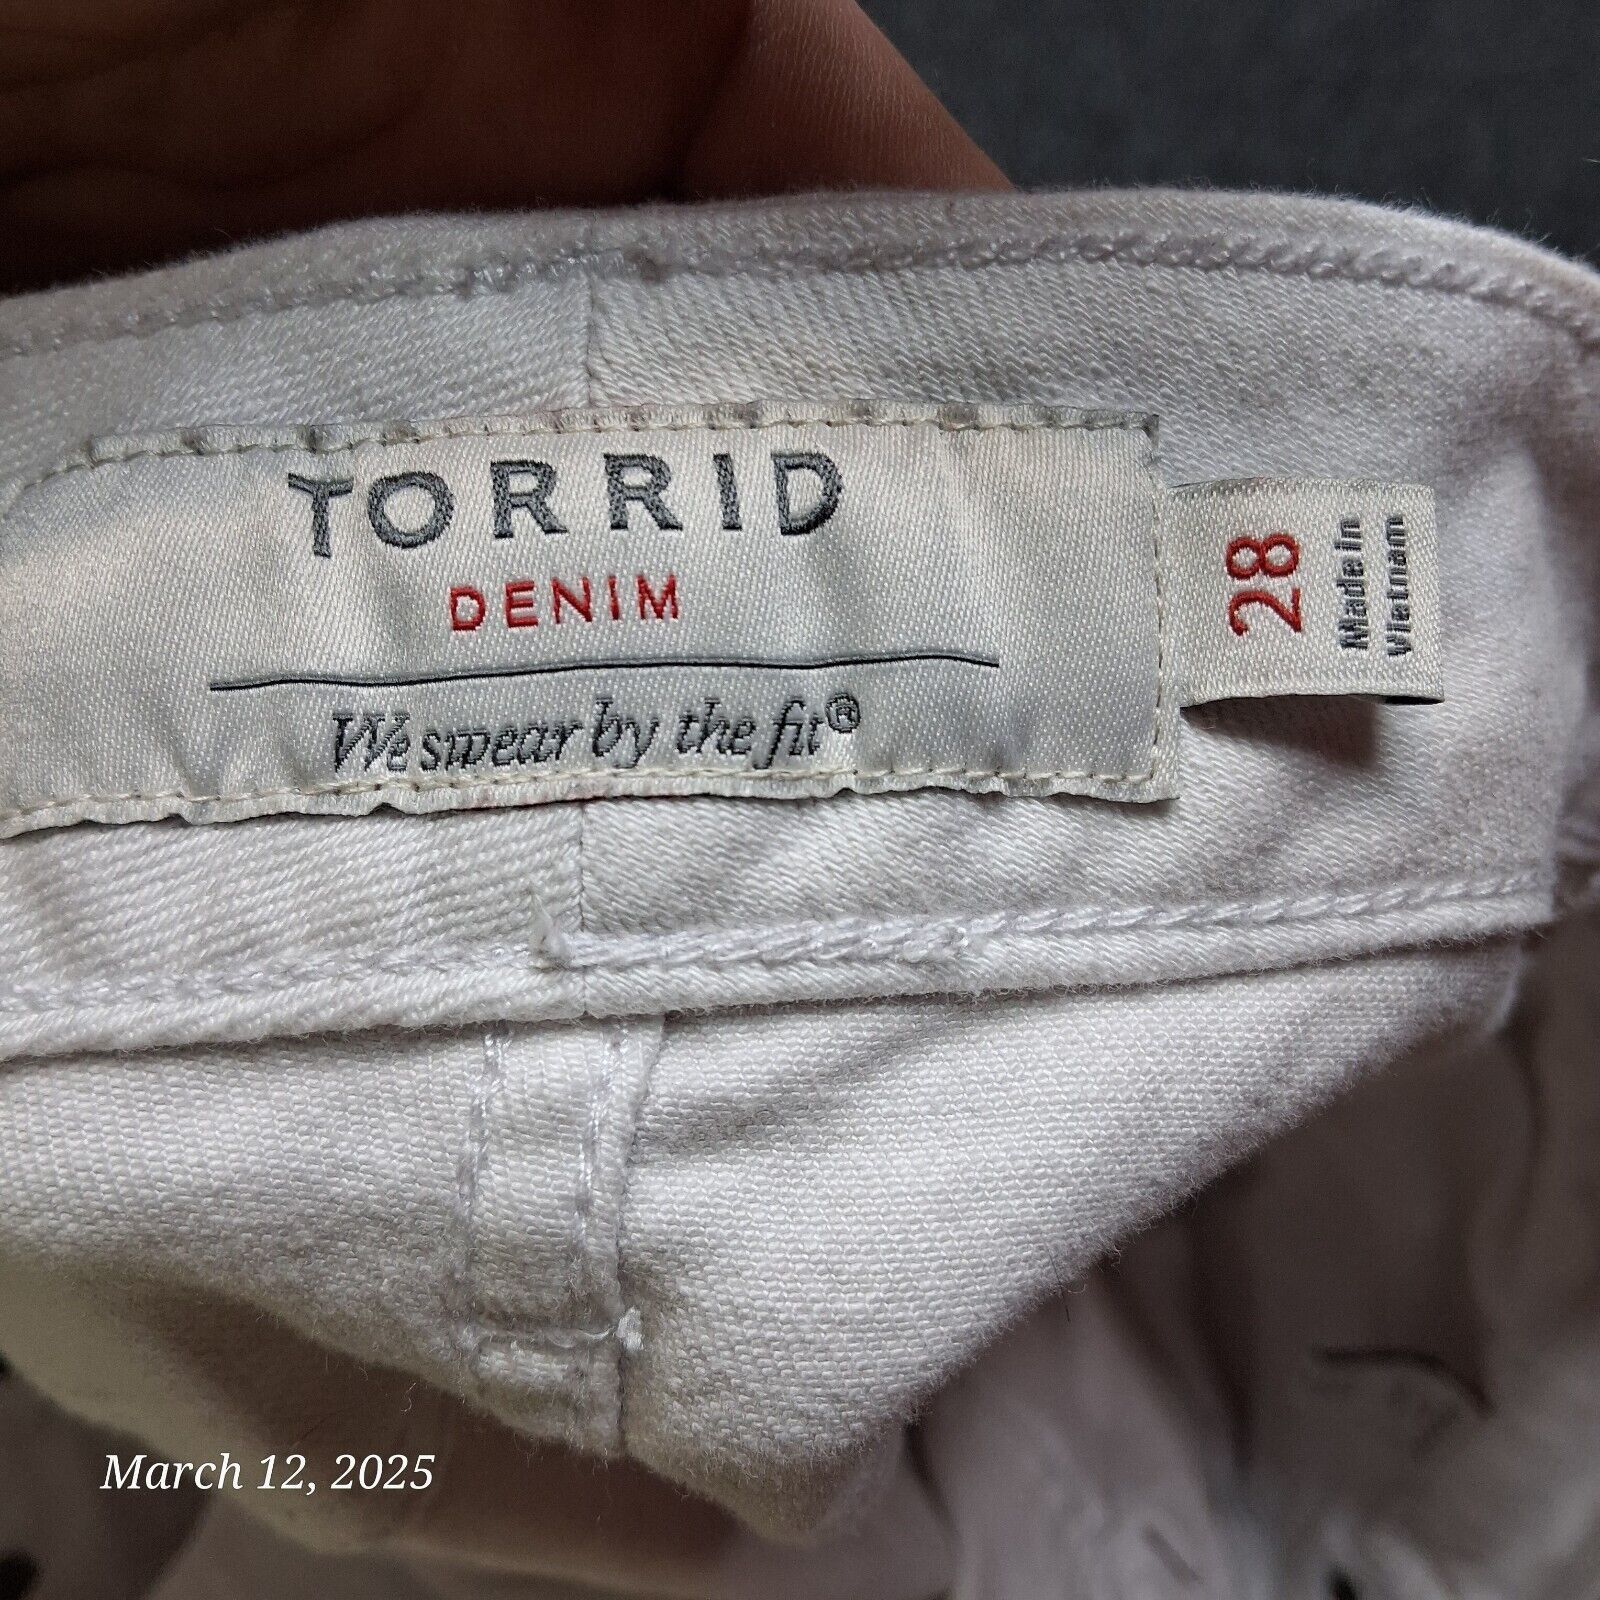 TORRID
DENIM
We swear by the fit®
28
Made in
Vietnam
March 12, 2025